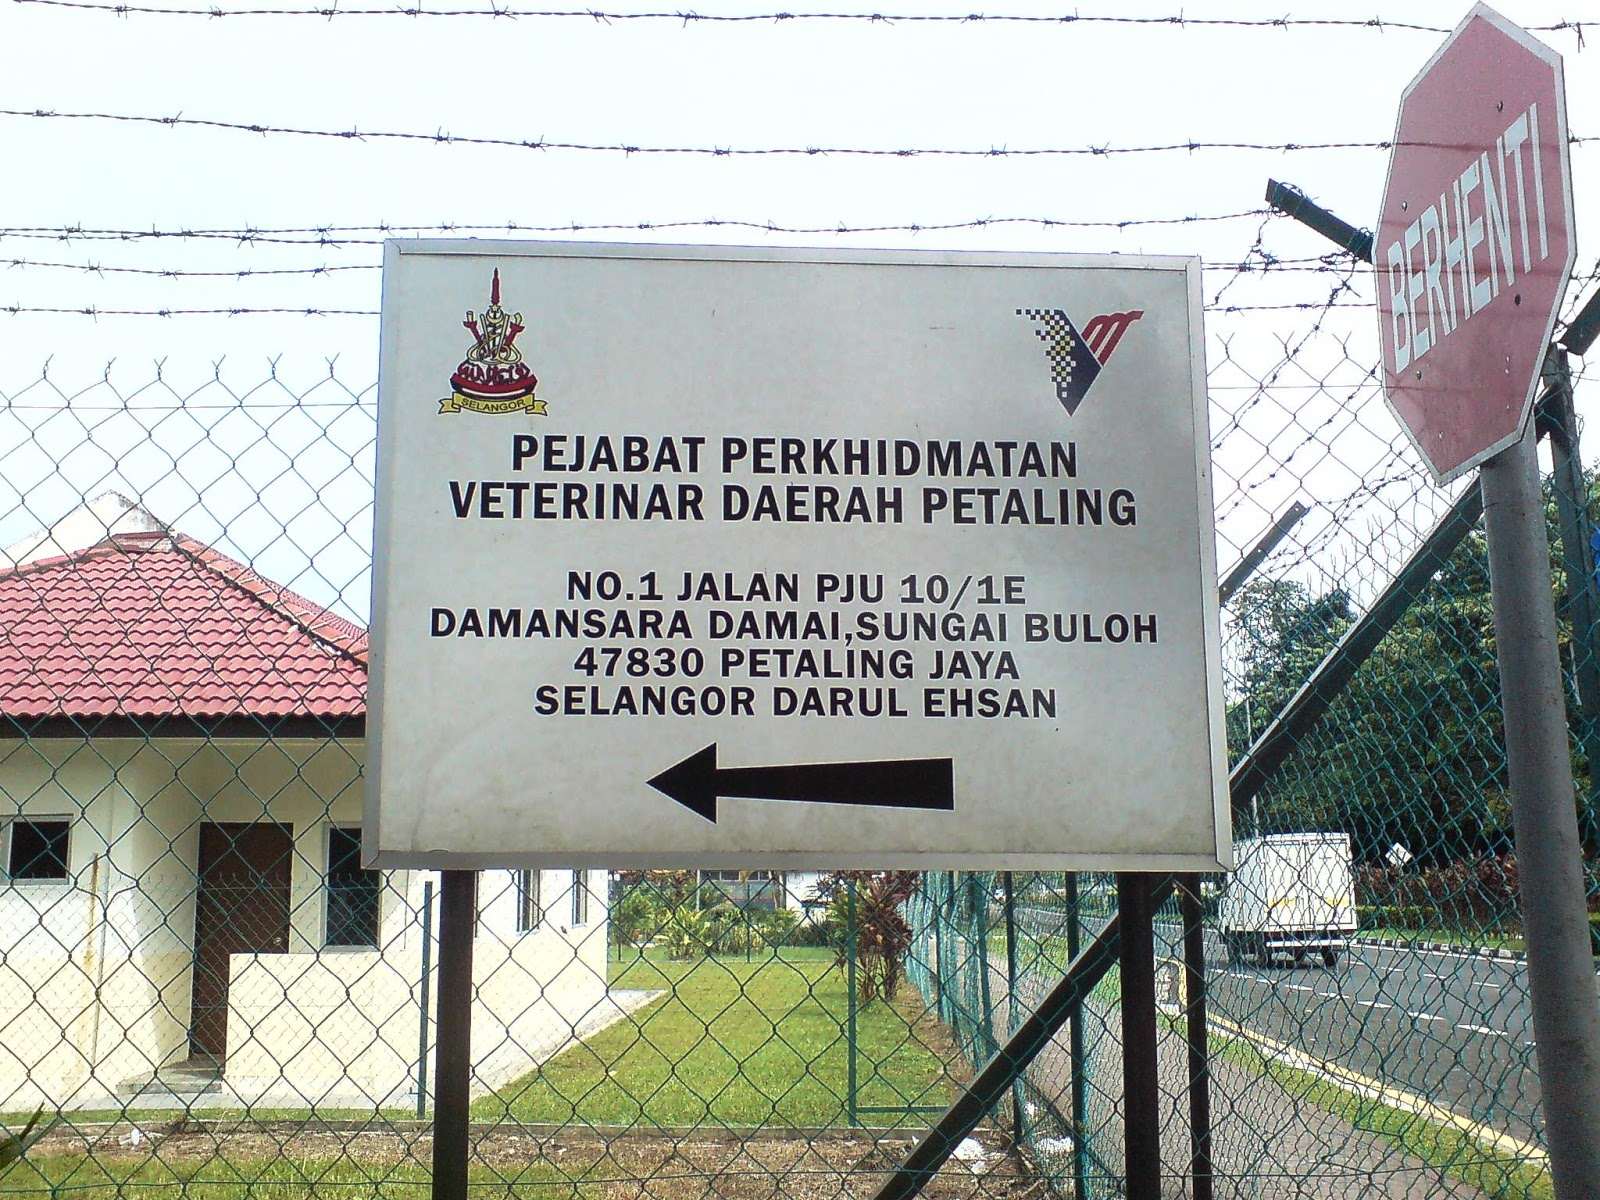 BERHENTI
SELANGOR
PEJABAT PERKHIDMATAN
VETERINAR DAERAH PETALING
NO.1 JALAN PJU 10/1E
DAMANSARA DAMAI,SUNGAI BULOH
47830 PETALING JAYA
SELANGOR DARUL EHSAN